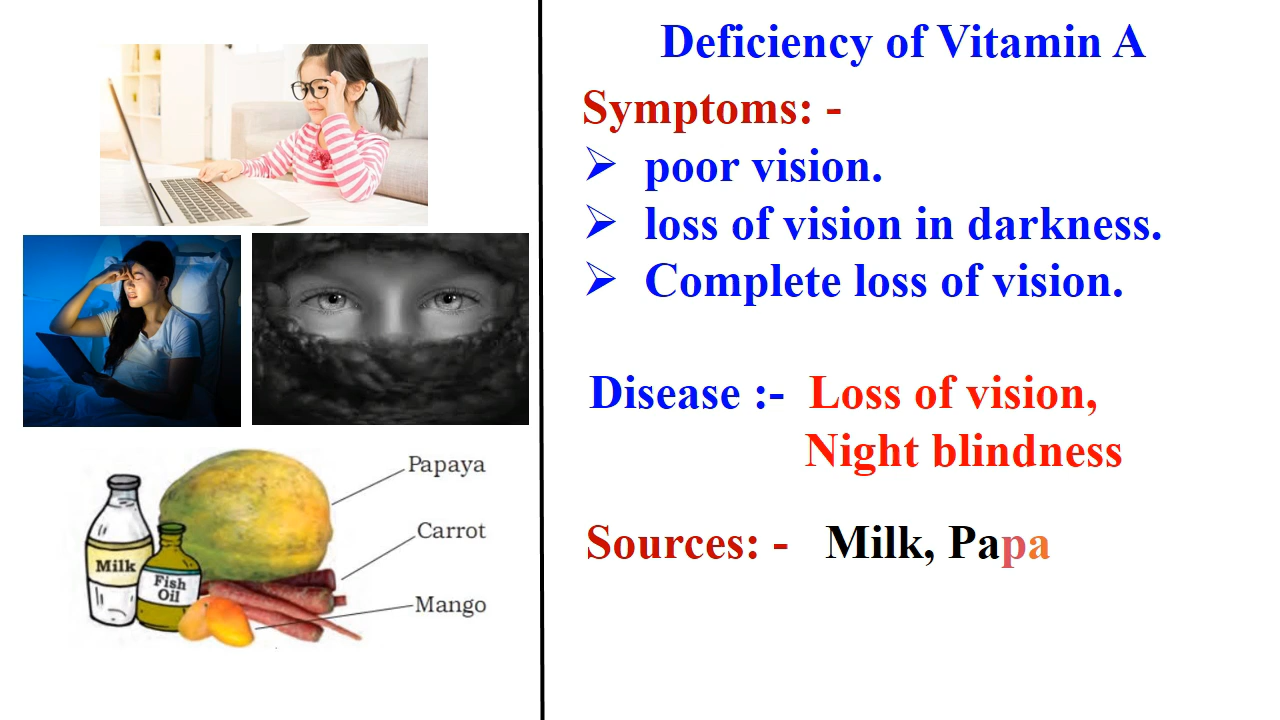 Deficiency of Vitamin A
Symptoms: -
➢ poor vision.
➢ loss of vision in darkness.
➢ Complete loss of vision.
Disease :- Loss of vision,
Night blindness
Sources: - Milk, Papa
Papaya
Carrot
Mango
Milk
Fish
Oil